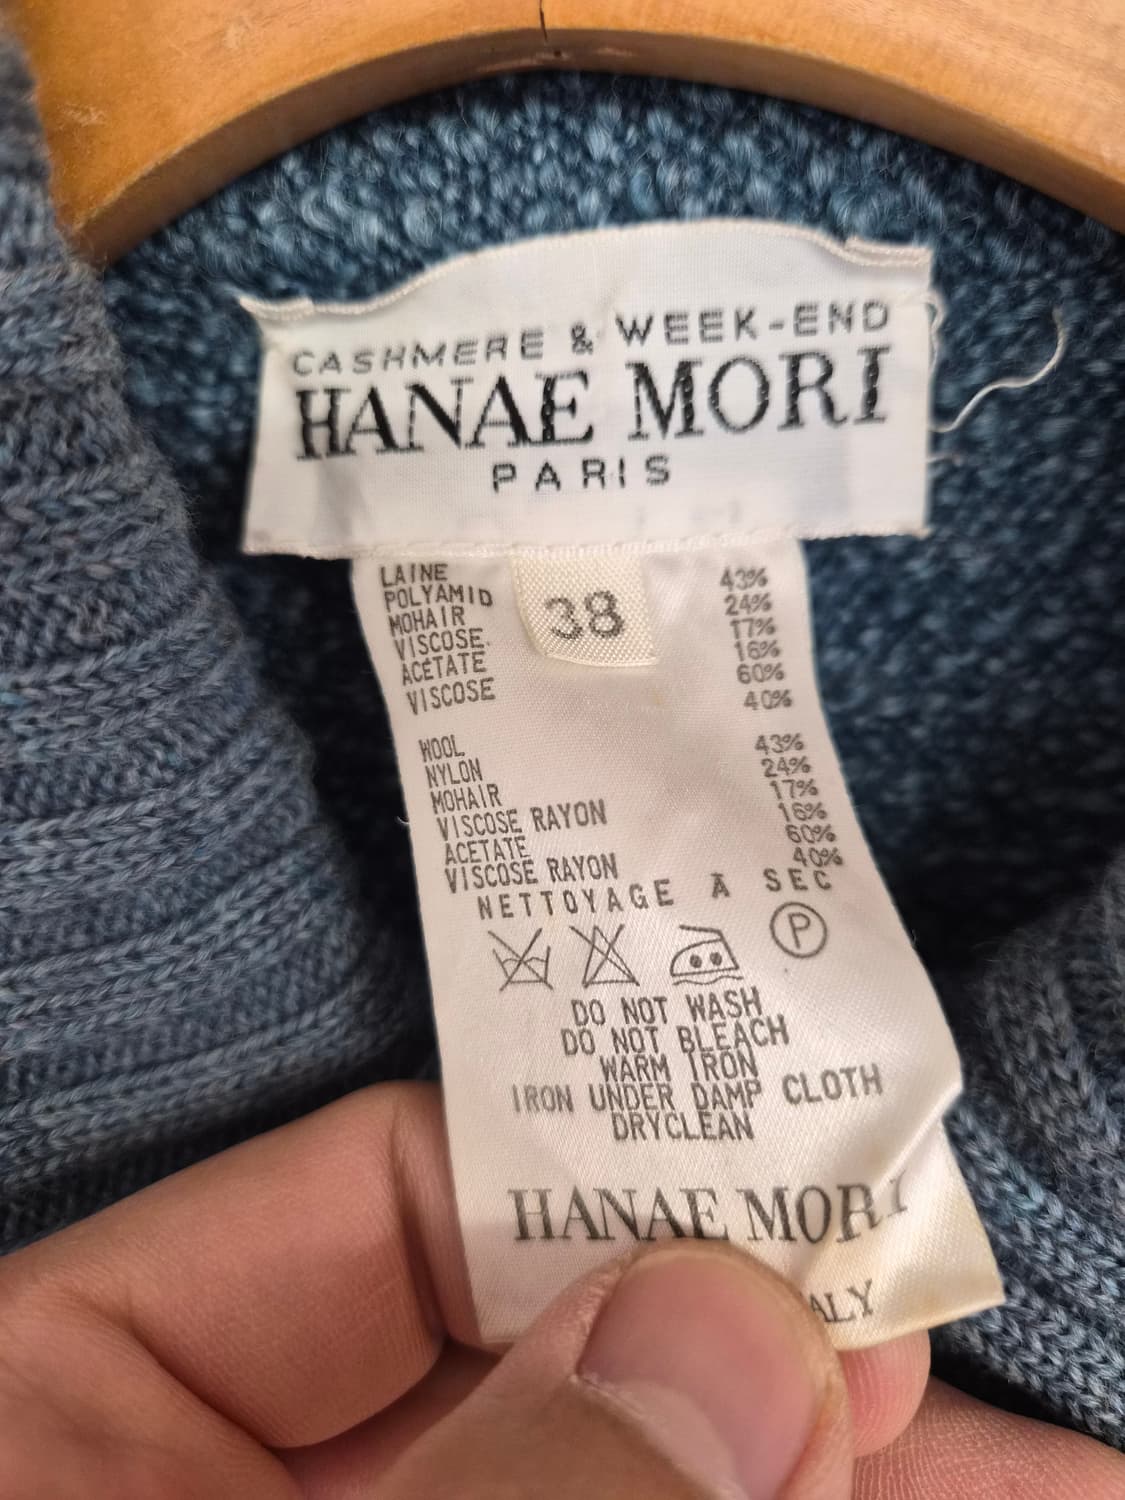 CASHMERE & WEEK-END
HANAE MORI
PARIS
38
LAINE 43%
POLYAMID 24%
MOHAIR 17%
VISCOSE 16%
ACÉTATE 60%
VISCOSE 40%
WOOL 43%
NYLON 24%
MOHAIR 17%
VISCOSE RAYON 16%
ACETATE 60%
VISCOSE RAYON 40%
NETTOYAGE À SEC
P
DO NOT WASH
DO NOT BLEACH
WARM IRON
IRON UNDER DAMP CLOTH
DRYCLEAN
HANAE MORI